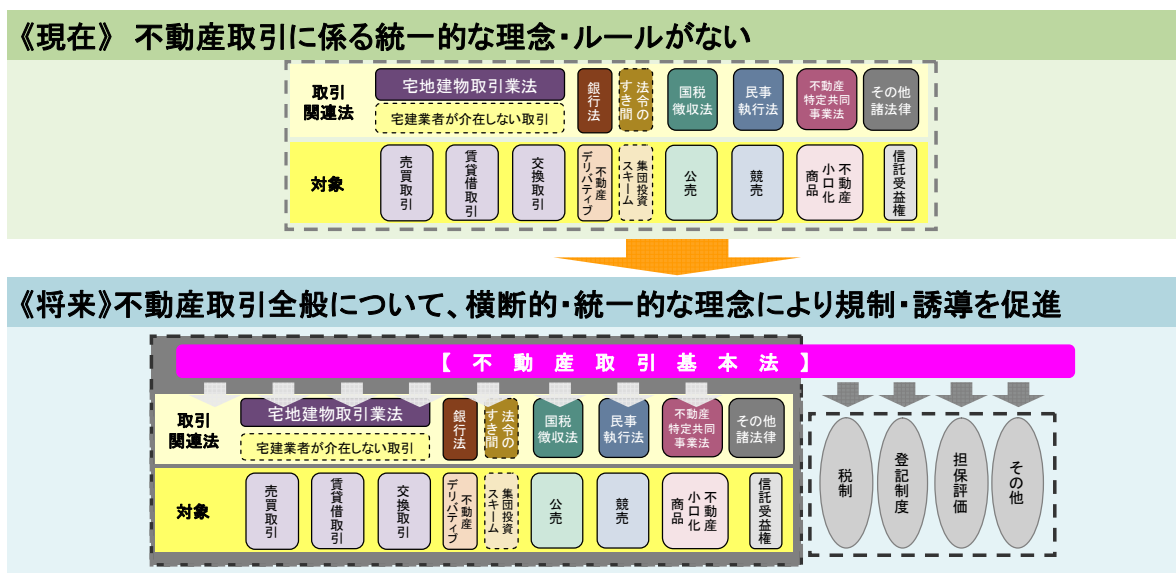 《現在》 不動産取引に係る統一的な理念・ルールがない
取引
関連法
宅地建物取引業法
宅建業者が介在しない取引
銀行法
法令の
すき間
国税
徴収法
民事
執行法
不動産
特定共同
事業法
その他
諸法律
対象
売買取引
賃貸借取引
交換取引
不動産
デリバティブ
集団投資
スキーム
公売
競売
不動産
小口化
商品
信託受益権
《将来》不動産取引全般について、横断的・統一的な理念により規制・誘導を促進
【 不 動 産 取 引 基 本 法 】
取引
関連法
宅地建物取引業法
宅建業者が介在しない取引
銀行法
法令の
すき間
国税
徴収法
民事
執行法
不動産
特定共同
事業法
その他
諸法律
対象
売買取引
賃貸借取引
交換取引
不動産
デリバティブ
集団投資
スキーム
公売
競売
不動産
小口化
商品
信託受益権
税制
登記制度
担保評価
その他